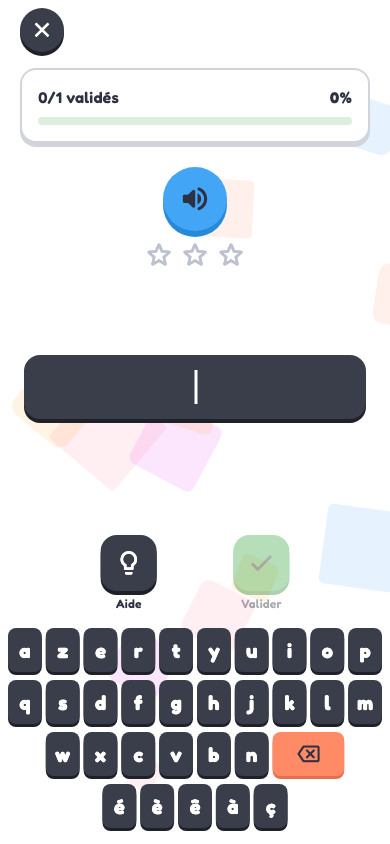 0/1 validés 0%
Aide Valider
a z e r t y u i o p
q s d f g h j k l m
w x c v b n
é è ê à ç